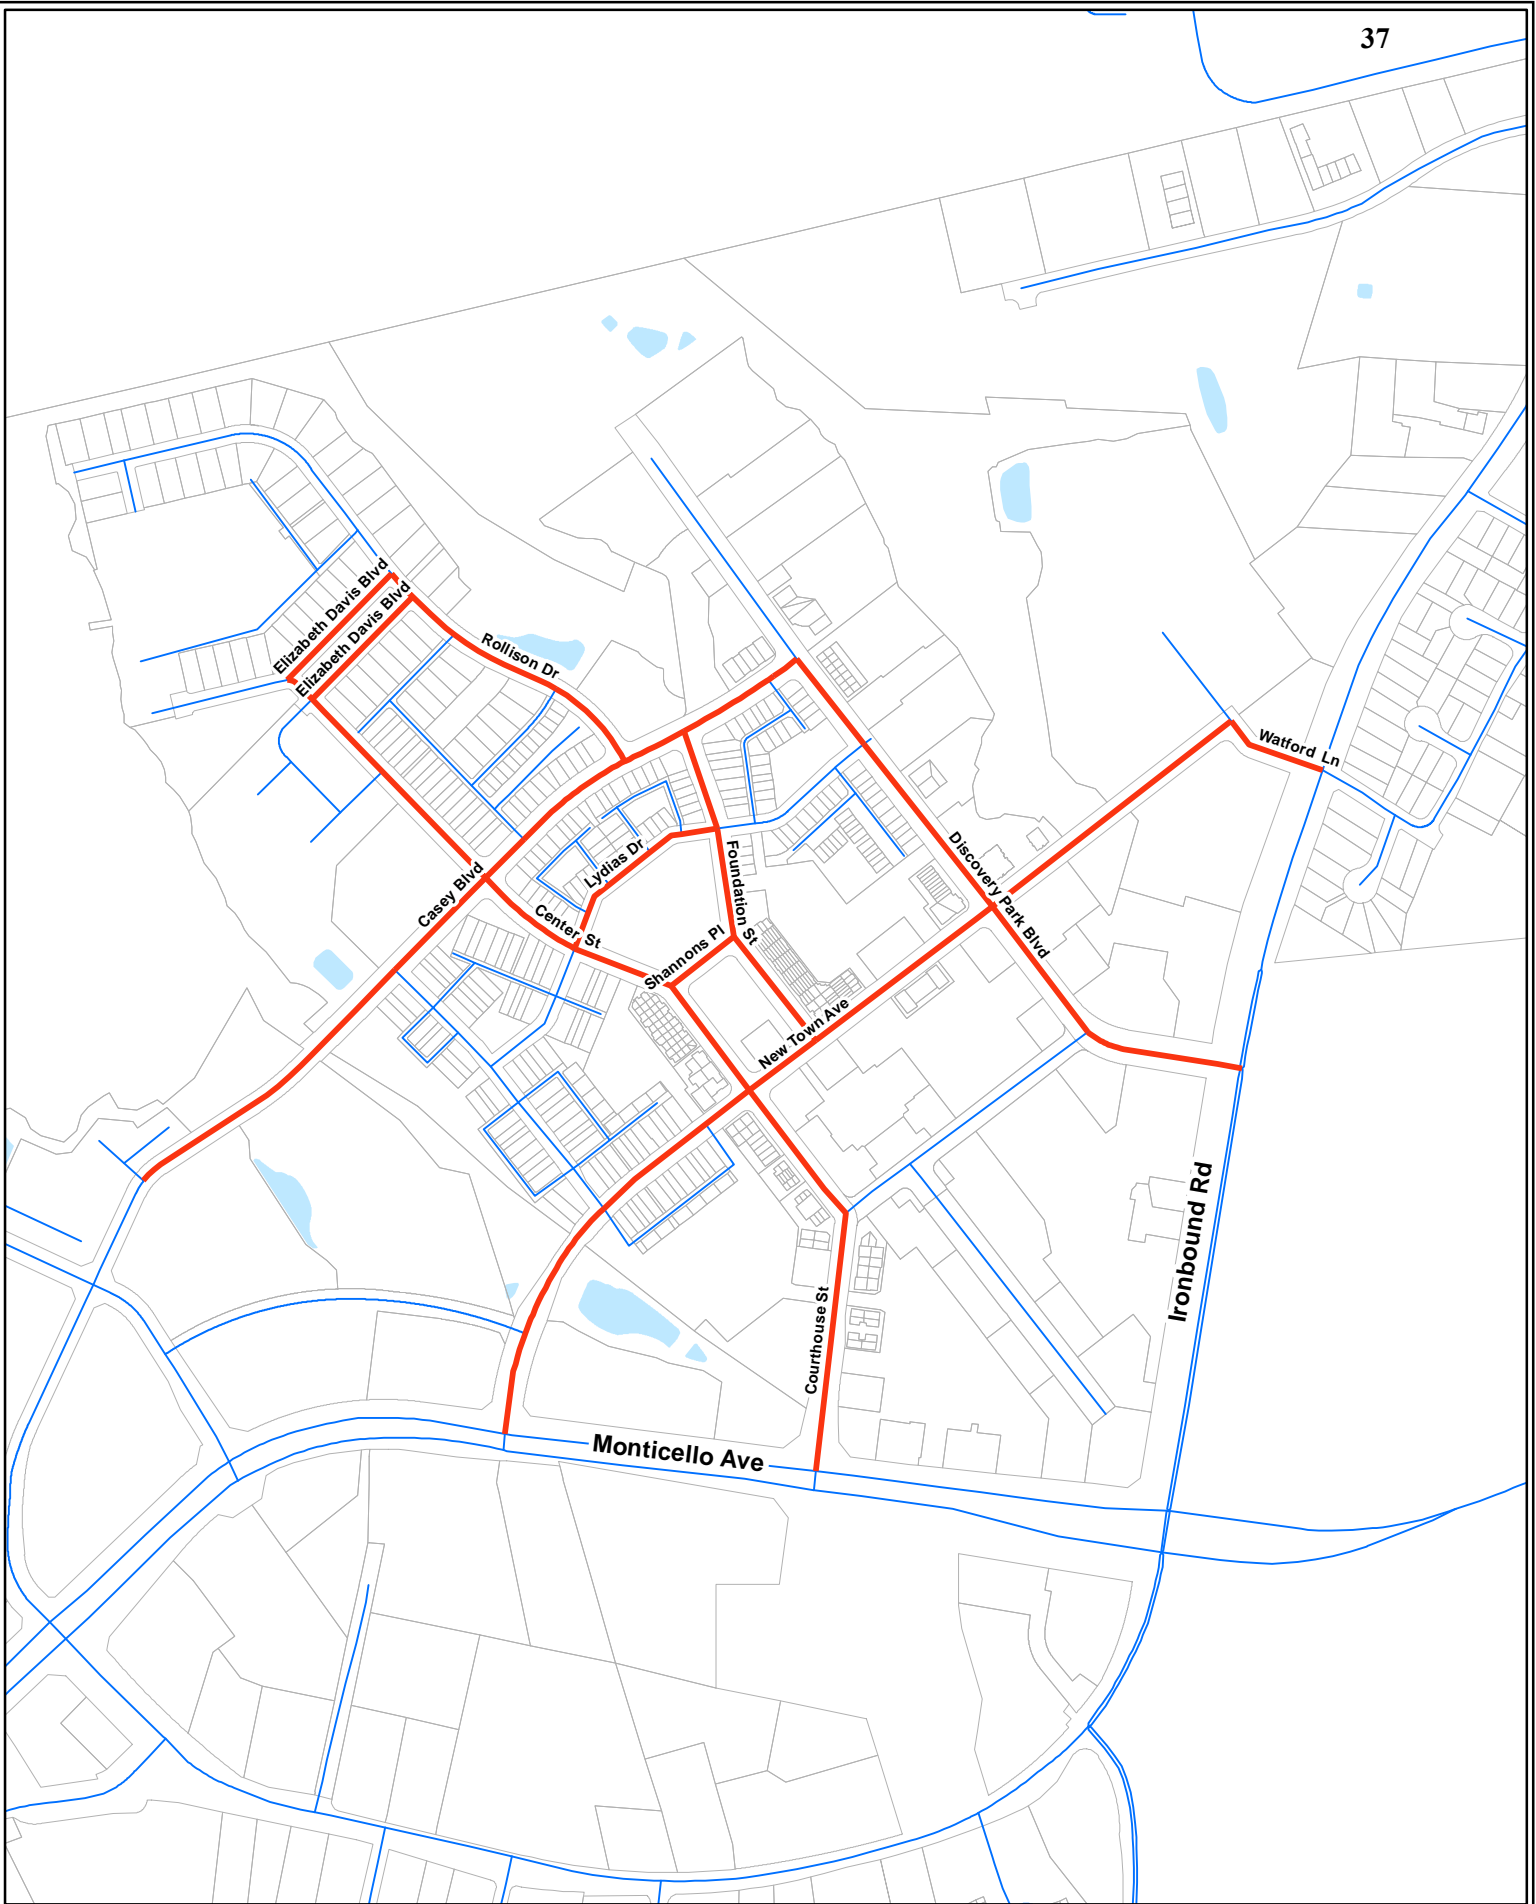 37
Elizabeth Davis Blvd
Elizabeth Davis Blvd
Rollison Dr
Watford Ln
Lydias Dr
Foundation St
Discovery Park Blvd
Casey Blvd
Center St
Shannons Pl
New Town Ave
Ironbound Rd
Courthouse St
Monticello Ave